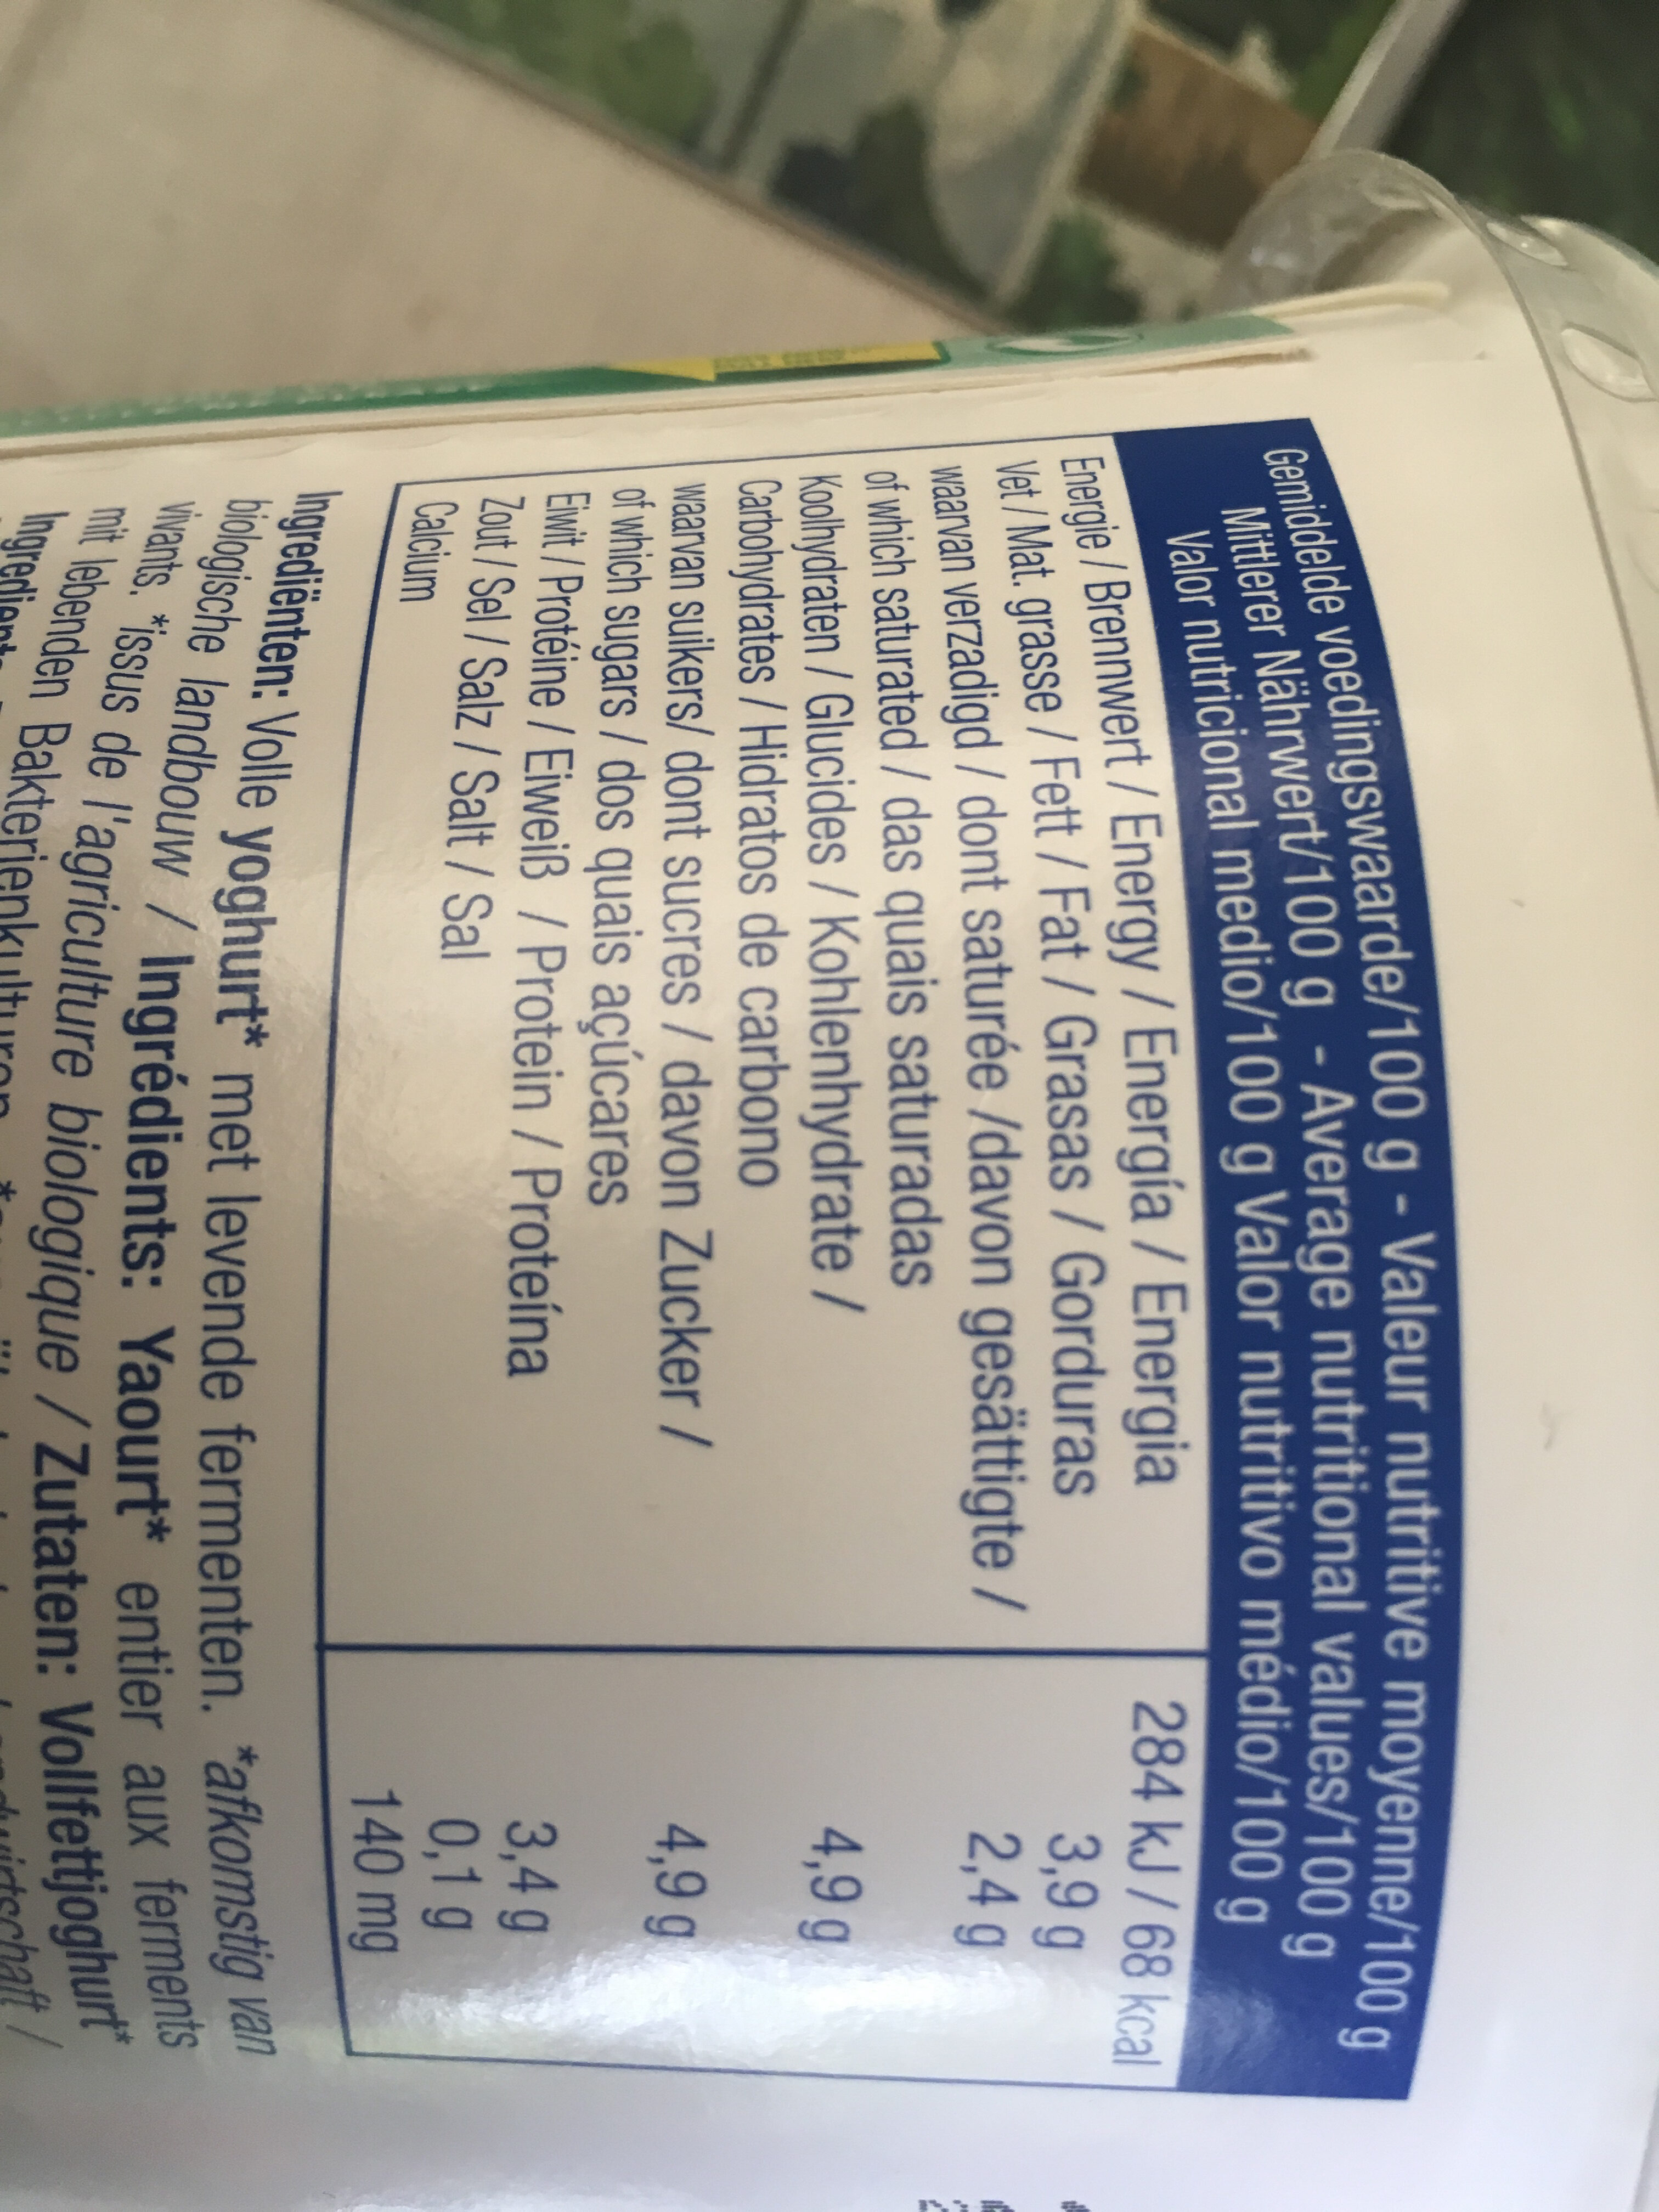 Gemiddelde voedingswaarde/100 g - Valeur nutritive moyenne/100 g
Mittlerer Nährwert/100 g - Average nutritional values/100 g
Valor nutricional medio/100 g Valor nutritivo médio/100 g
Energie / Brennwert / Energy / Energía / Energia 284 kJ / 68 kcal
Vet / Mat. grasse / Fett / Fat / Grasas / Gorduras 3,9 g
waarvan verzadigd / dont saturée /davon gesättigte / 2,4 g
of which saturated / das quais saturadas
Koolhydraten / Glucides / Kohlenhydrate / 4,9 g
Carbohydrates / Hidratos de carbono
waarvan suikers/ dont sucres / davon Zucker / 4,9 g
of which sugars / dos quais açúcares
Eiwit / Protéine / Eiweiß / Protein / Proteína 3,4 g
Zout / Sel / Salz / Salt / Sal 0,1 g
Calcium 140 mg
Ingrediënten: Volle yoghurt* met levende fermenten. *afkomstig van
biologische landbouw / Ingrédients: Yaourt* entier aux ferments
vivants. *issus de l'agriculture biologique / Zutaten: Vollfettjoghurt*
mit lebenden Bakterienkulturen.